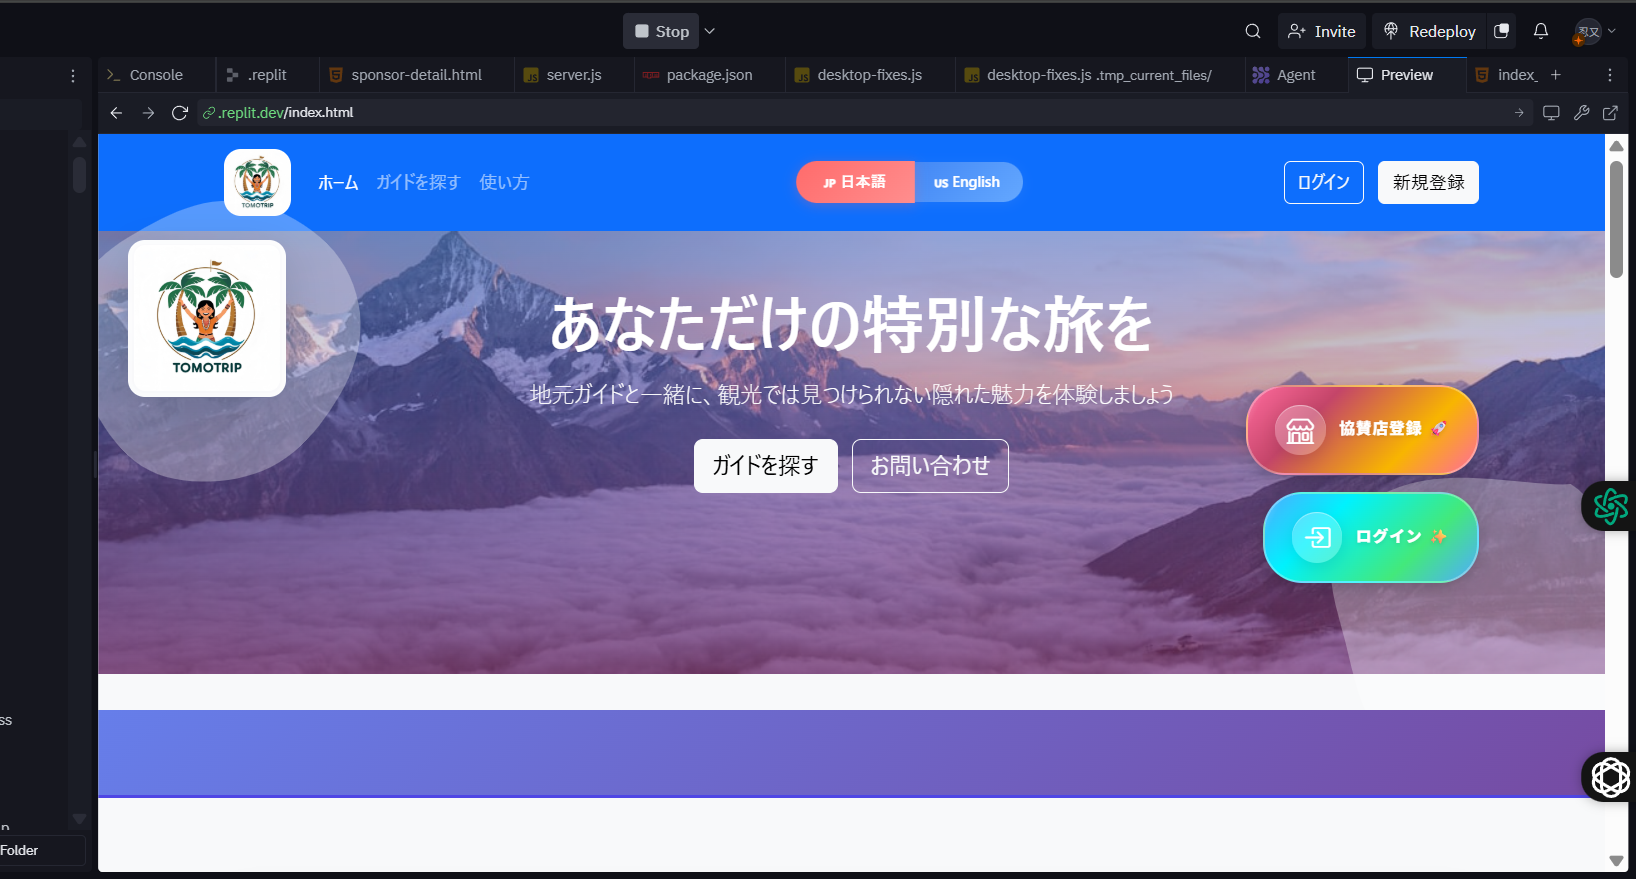 Stop
Invite
Redeploy
Console
.replit
sponsor-detail.html
server.js
package.json
desktop-fixes.js
desktop-fixes.js .tmp_current_files/
Agent
Preview
index_
.replit.dev/index.html
TOMOTRIP
ホーム
ガイドを探す
使い方
JP 日本語
us English
ログイン
新規登録
TOMOTRIP
あなただけの特別な旅を
地元ガイドと一緒に、観光では見つけられない隠れた魅力を体験しましょう
ガイドを探す
お問い合わせ
協賛店登録 🚀
ログイン ✨
ss
Folder